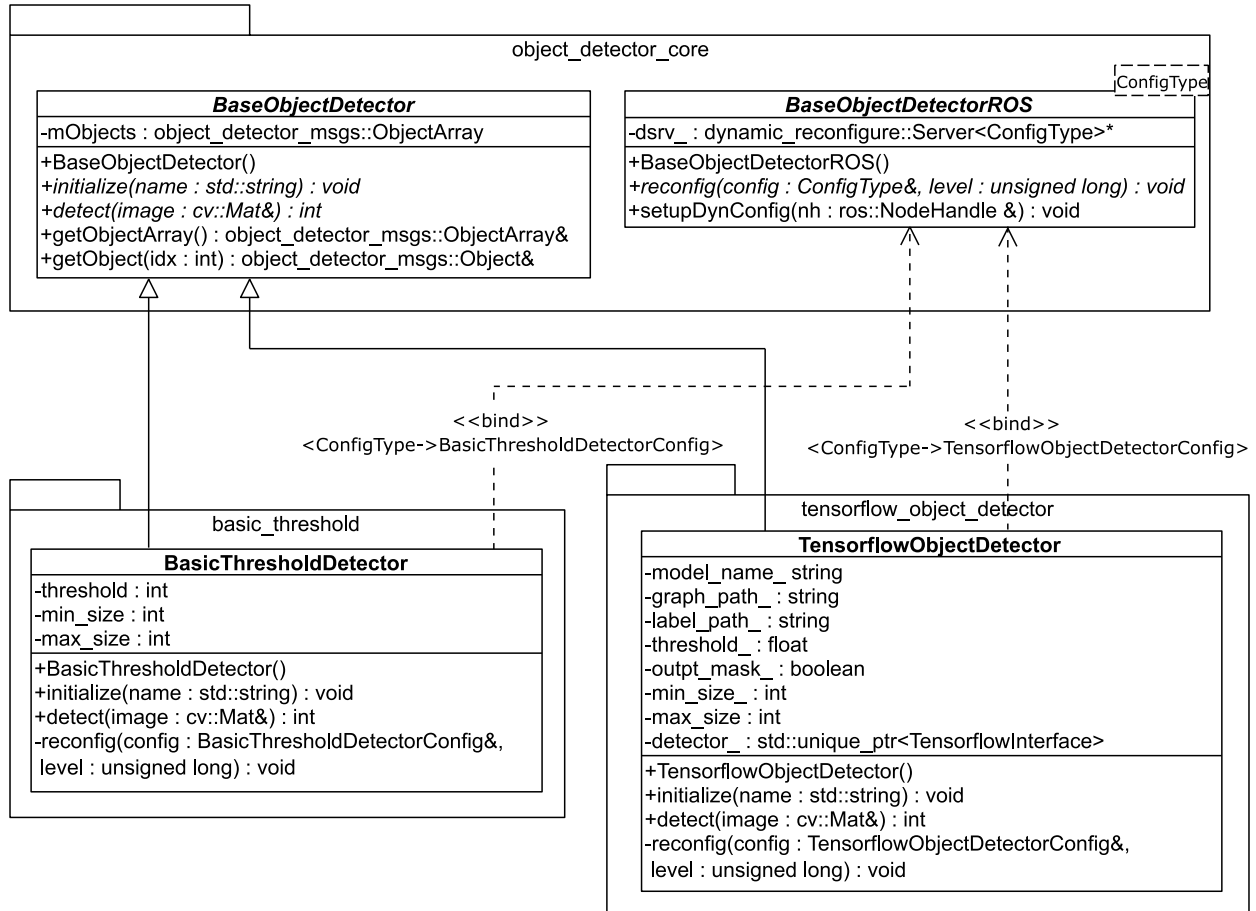 object_detector_core
ConfigType
BaseObjectDetector
-mObjects : object_detector_msgs::ObjectArray
+BaseObjectDetector()
+initialize(name : std::string) : void
+detect(image : cv::Mat&) : int
+getObjectArray() : object_detector_msgs::ObjectArray&
+getObject(idx : int) : object_detector_msgs::Object&
BaseObjectDetectorROS
-dsrv_ : dynamic_reconfigure::Server<ConfigType>*
+BaseObjectDetectorROS()
+reconfig(config : ConfigType&, level : unsigned long) : void
+setupDynConfig(nh : ros::NodeHandle &) : void
<<bind>>
<ConfigType->BasicThresholdDetectorConfig>
<<bind>>
<ConfigType->TensorflowObjectDetectorConfig>
basic_threshold
BasicThresholdDetector
-threshold : int
-min_size : int
-max_size : int
+BasicThresholdDetector()
+initialize(name : std::string) : void
+detect(image : cv::Mat&) : int
-reconfig(config : BasicThresholdDetectorConfig&,
level : unsigned long) : void
tensorflow_object_detector
TensorflowObjectDetector
-model_name_ string
-graph_path_ : string
-label_path_ : string
-threshold_ : float
-outpt_mask_ : boolean
-min_size_ : int
-max_size : int
-detector_ : std::unique_ptr<TensorflowInterface>
+TensorflowObjectDetector()
+initialize(name : std::string) : void
+detect(image : cv::Mat&) : int
-reconfig(config : TensorflowObjectDetectorConfig&,
level : unsigned long) : void